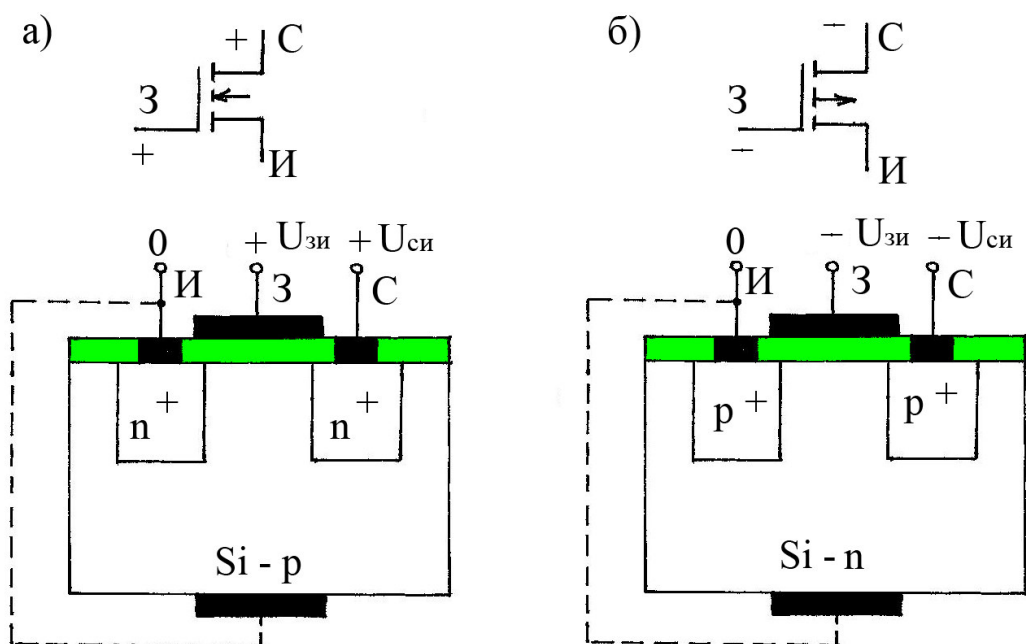 а)
+ С
З
+
И
0 + Uзи + Uси
И З С
n+ n+
Si - p
б)
– С
З
–
И
0 – Uзи – Uси
И З С
p+ p+
Si - n